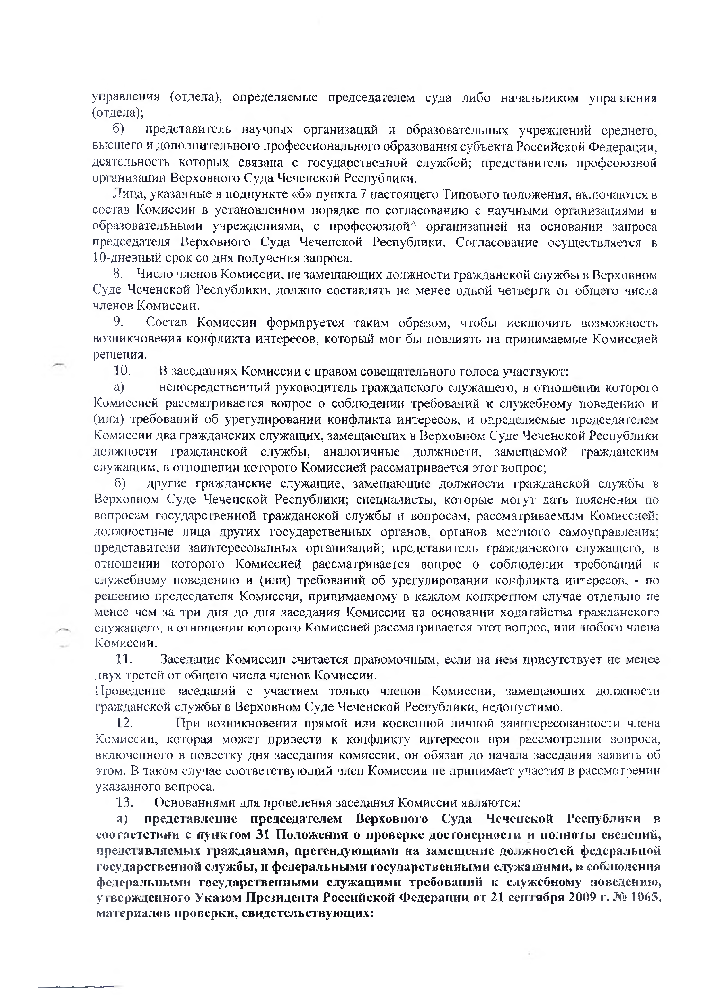 управления (отдела), определяемые председателем суда либо начальником управления
(отдела);
б) представитель научных организаций и образовательных учреждений среднего,
высшего и дополнительного профессионального образования субъекта Российской Федерации,
деятельность которых связана с государственной службой; представитель профсоюзной
организации Верховного Суда Чеченской Республики.
Лица, указанные в подпункте «б» пункта 7 настоящего Типового положения, включаются в
состав Комиссии в установленном порядке по согласованию с научными организациями и
образовательными учреждениями, с профсоюзной^ организацией на основании запроса
председателя Верховного Суда Чеченской Республики. Согласование осуществляется в
10-дневный срок со дня получения запроса.
8. Число членов Комиссии, не замещающих должности гражданской службы в Верховном
Суде Чеченской Республики, должно составлять не менее одной четверти от общего числа
членов Комиссии.
9. Состав Комиссии формируется таким образом, чтобы исключить возможность
возникновения конфликта интересов, который мог бы повлиять на принимаемые Комиссией
решения.
10. В заседаниях Комиссии с правом совещательного голоса участвуют:
а) непосредственный руководитель гражданского служащего, в отношении которого
Комиссией рассматривается вопрос о соблюдении требований к служебному поведению и
(или) требований об урегулировании конфликта интересов, и определяемые председателем
Комиссии два гражданских служащих, замещающих в Верховном Суде Чеченской Республики
должности гражданской службы, аналогичные должности, замещаемой гражданским
служащим, в отношении которого Комиссией рассматривается этот вопрос;
б) другие гражданские служащие, замещающие должности гражданской службы в
Верховном Суде Чеченской Республики; специалисты, которые могут дать пояснения по
вопросам государственной гражданской службы и вопросам, рассматриваемым Комиссией;
должностные лица других государственных органов, органов местного самоуправления;
представители заинтересованных организаций; представитель гражданского служащего, в
отношении которого Комиссией рассматривается вопрос о соблюдении требований к
служебному поведению и (или) требований об урегулировании конфликта интересов, - по
решению председателя Комиссии, принимаемому в каждом конкретном случае отдельно не
менее чем за три дня до дня заседания Комиссии на основании ходатайства гражданского
служащего, в отношении которого Комиссией рассматривается этот вопрос, или любого члена
Комиссии.
11. Заседание Комиссии считается правомочным, если на нем присутствует не менее
двух третей от общего числа членов Комиссии.
Проведение заседаний с участием только членов Комиссии, замещающих должности
гражданской службы в Верховном Суде Чеченской Республики, недопустимо.
12. При возникновении прямой или косвенной личной заинтересованности члена
Комиссии, которая может привести к конфликту интересов при рассмотрении вопроса,
включенного в повестку дня заседания комиссии, он обязан до начала заседания заявить об
этом. В таком случае соответствующий член Комиссии не принимает участия в рассмотрении
указанного вопроса.
13. Основаниями для проведения заседания Комиссии являются:
а) представление председателем Верховного Суда Чеченской Республики в
соответствии с пунктом 31 Положения о проверке достоверности и полноты сведений,
представляемых гражданами, претендующими на замещение должностей федеральной
государственной службы, и федеральными государственными служащими, и соблюдения
федеральными государственными служащими требований к служебному поведению,
утвержденного Указом Президента Российской Федерации от 21 сентября 2009 г. № 1065,
материалов проверки, свидетельствующих: